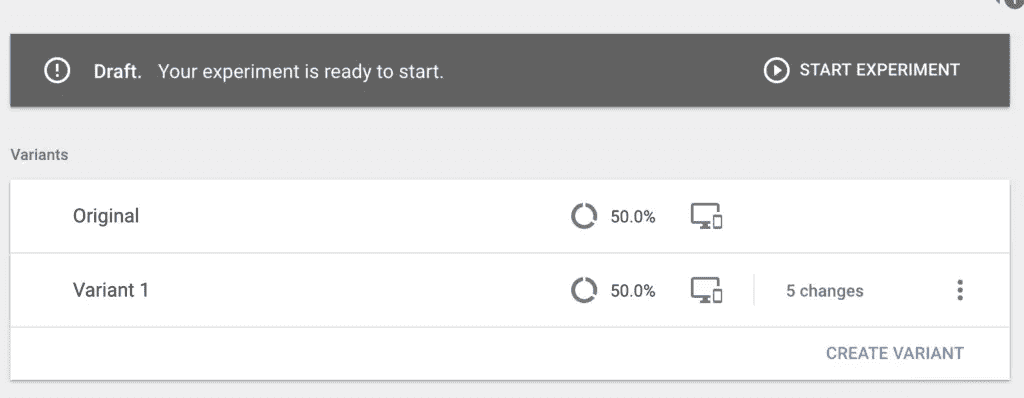 Draft. Your experiment is ready to start. START EXPERIMENT
Variants
Original 50.0%
Variant 1 50.0% 5 changes
CREATE VARIANT